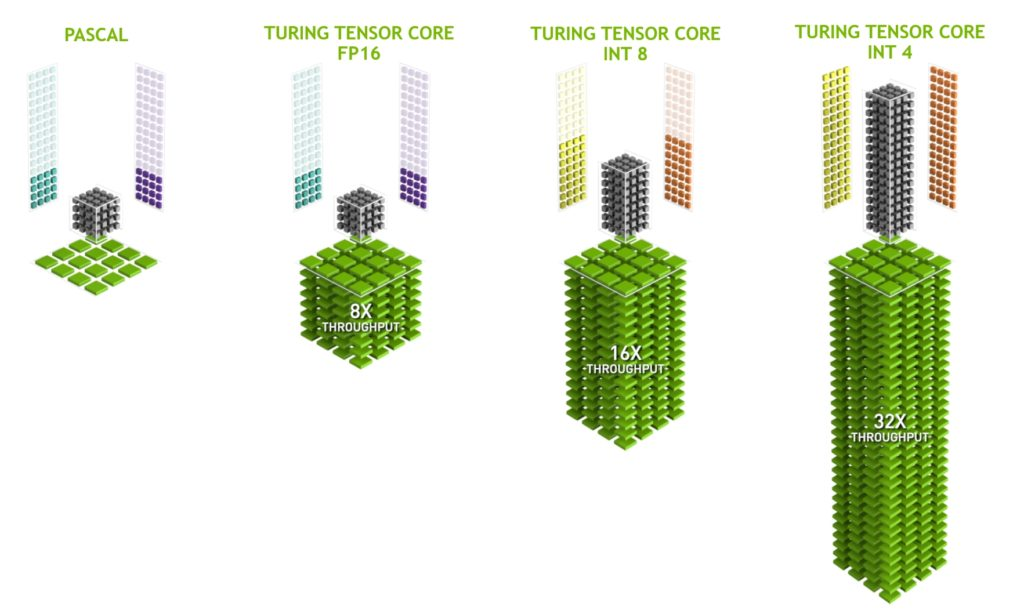 PASCAL
TURING TENSOR CORE
FP16
TURING TENSOR CORE
INT 8
TURING TENSOR CORE
INT 4
8X
THROUGHPUT
16X
THROUGHPUT
32X
THROUGHPUT